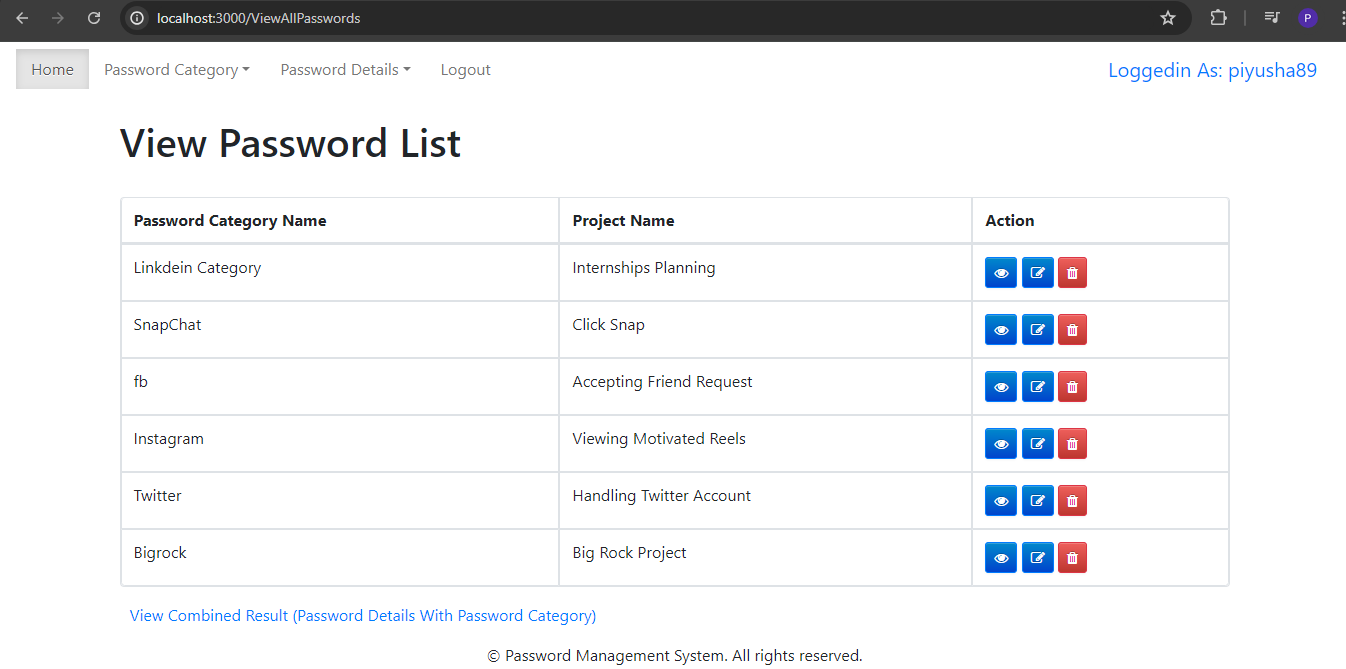 localhost:3000/ViewAllPasswords
P
Home Password Category Password Details Logout Loggedin As: piyusha89
View Password List
Password Category Name Project Name Action
Linkdein Category Internships Planning
SnapChat Click Snap
fb Accepting Friend Request
Instagram Viewing Motivated Reels
Twitter Handling Twitter Account
Bigrock Big Rock Project
View Combined Result (Password Details With Password Category)
© Password Management System. All rights reserved.